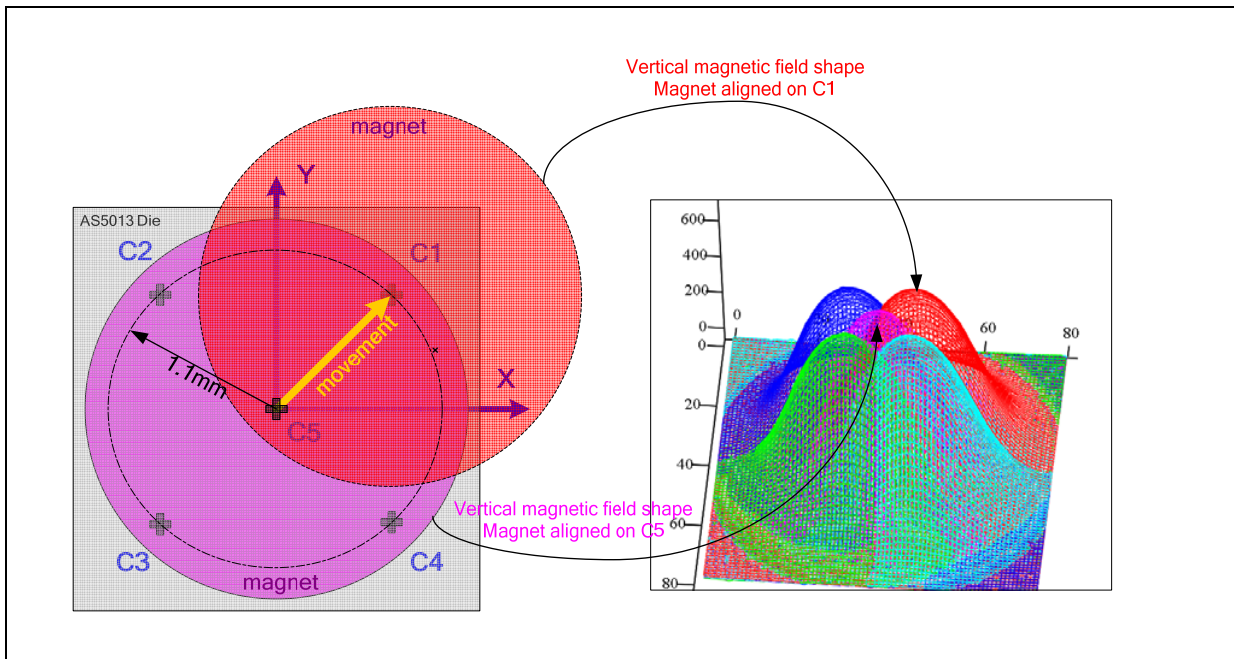 Vertical magnetic field shape
Magnet aligned on C1
magnet
Y
AS5013 Die
C2
C1
movement
1.1mm
X
C5
C3
C4
magnet
Vertical magnetic field shape
Magnet aligned on C5
600
400
200
0
0
0
60
80
20
40
60
80